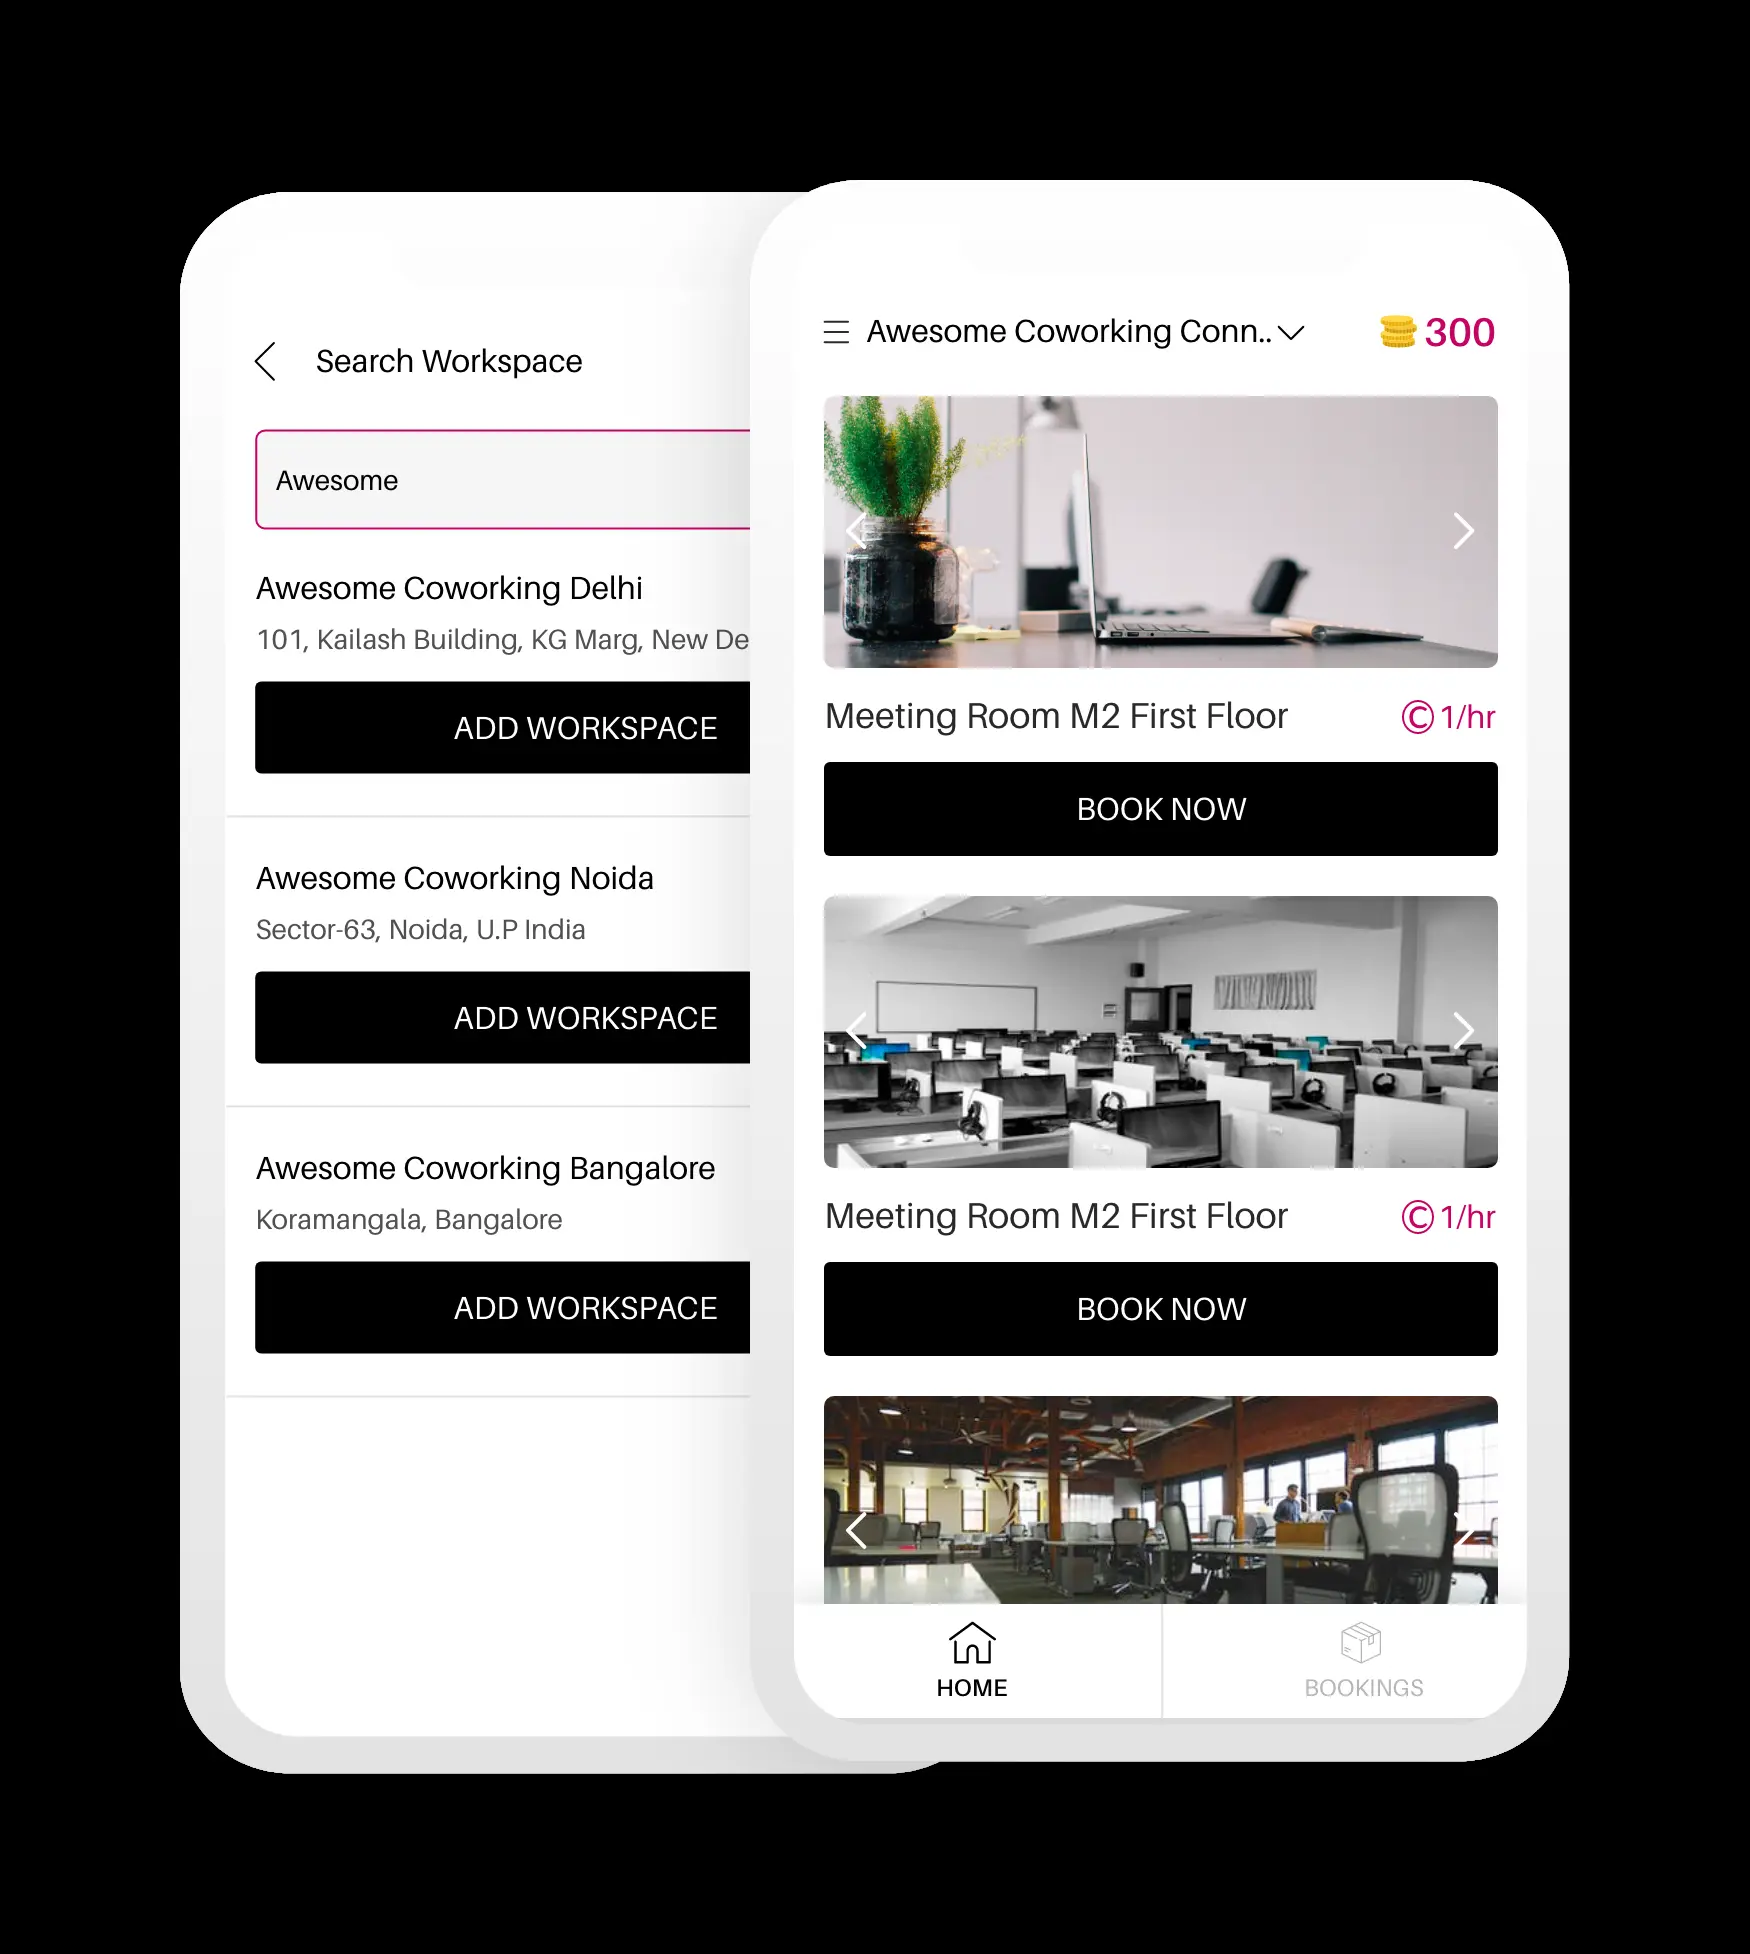 Search Workspace
Awesome
Awesome Coworking Delhi
101, Kailash Building, KG Marg, New De
ADD WORKSPACE
Awesome Coworking Noida
Sector-63, Noida, U.P India
ADD WORKSPACE
Awesome Coworking Bangalore
Koramangala, Bangalore
ADD WORKSPACE
Awesome Coworking Conn..
300
Meeting Room M2 First Floor
©1/hr
BOOK NOW
Meeting Room M2 First Floor
©1/hr
BOOK NOW
HOME
BOOKINGS